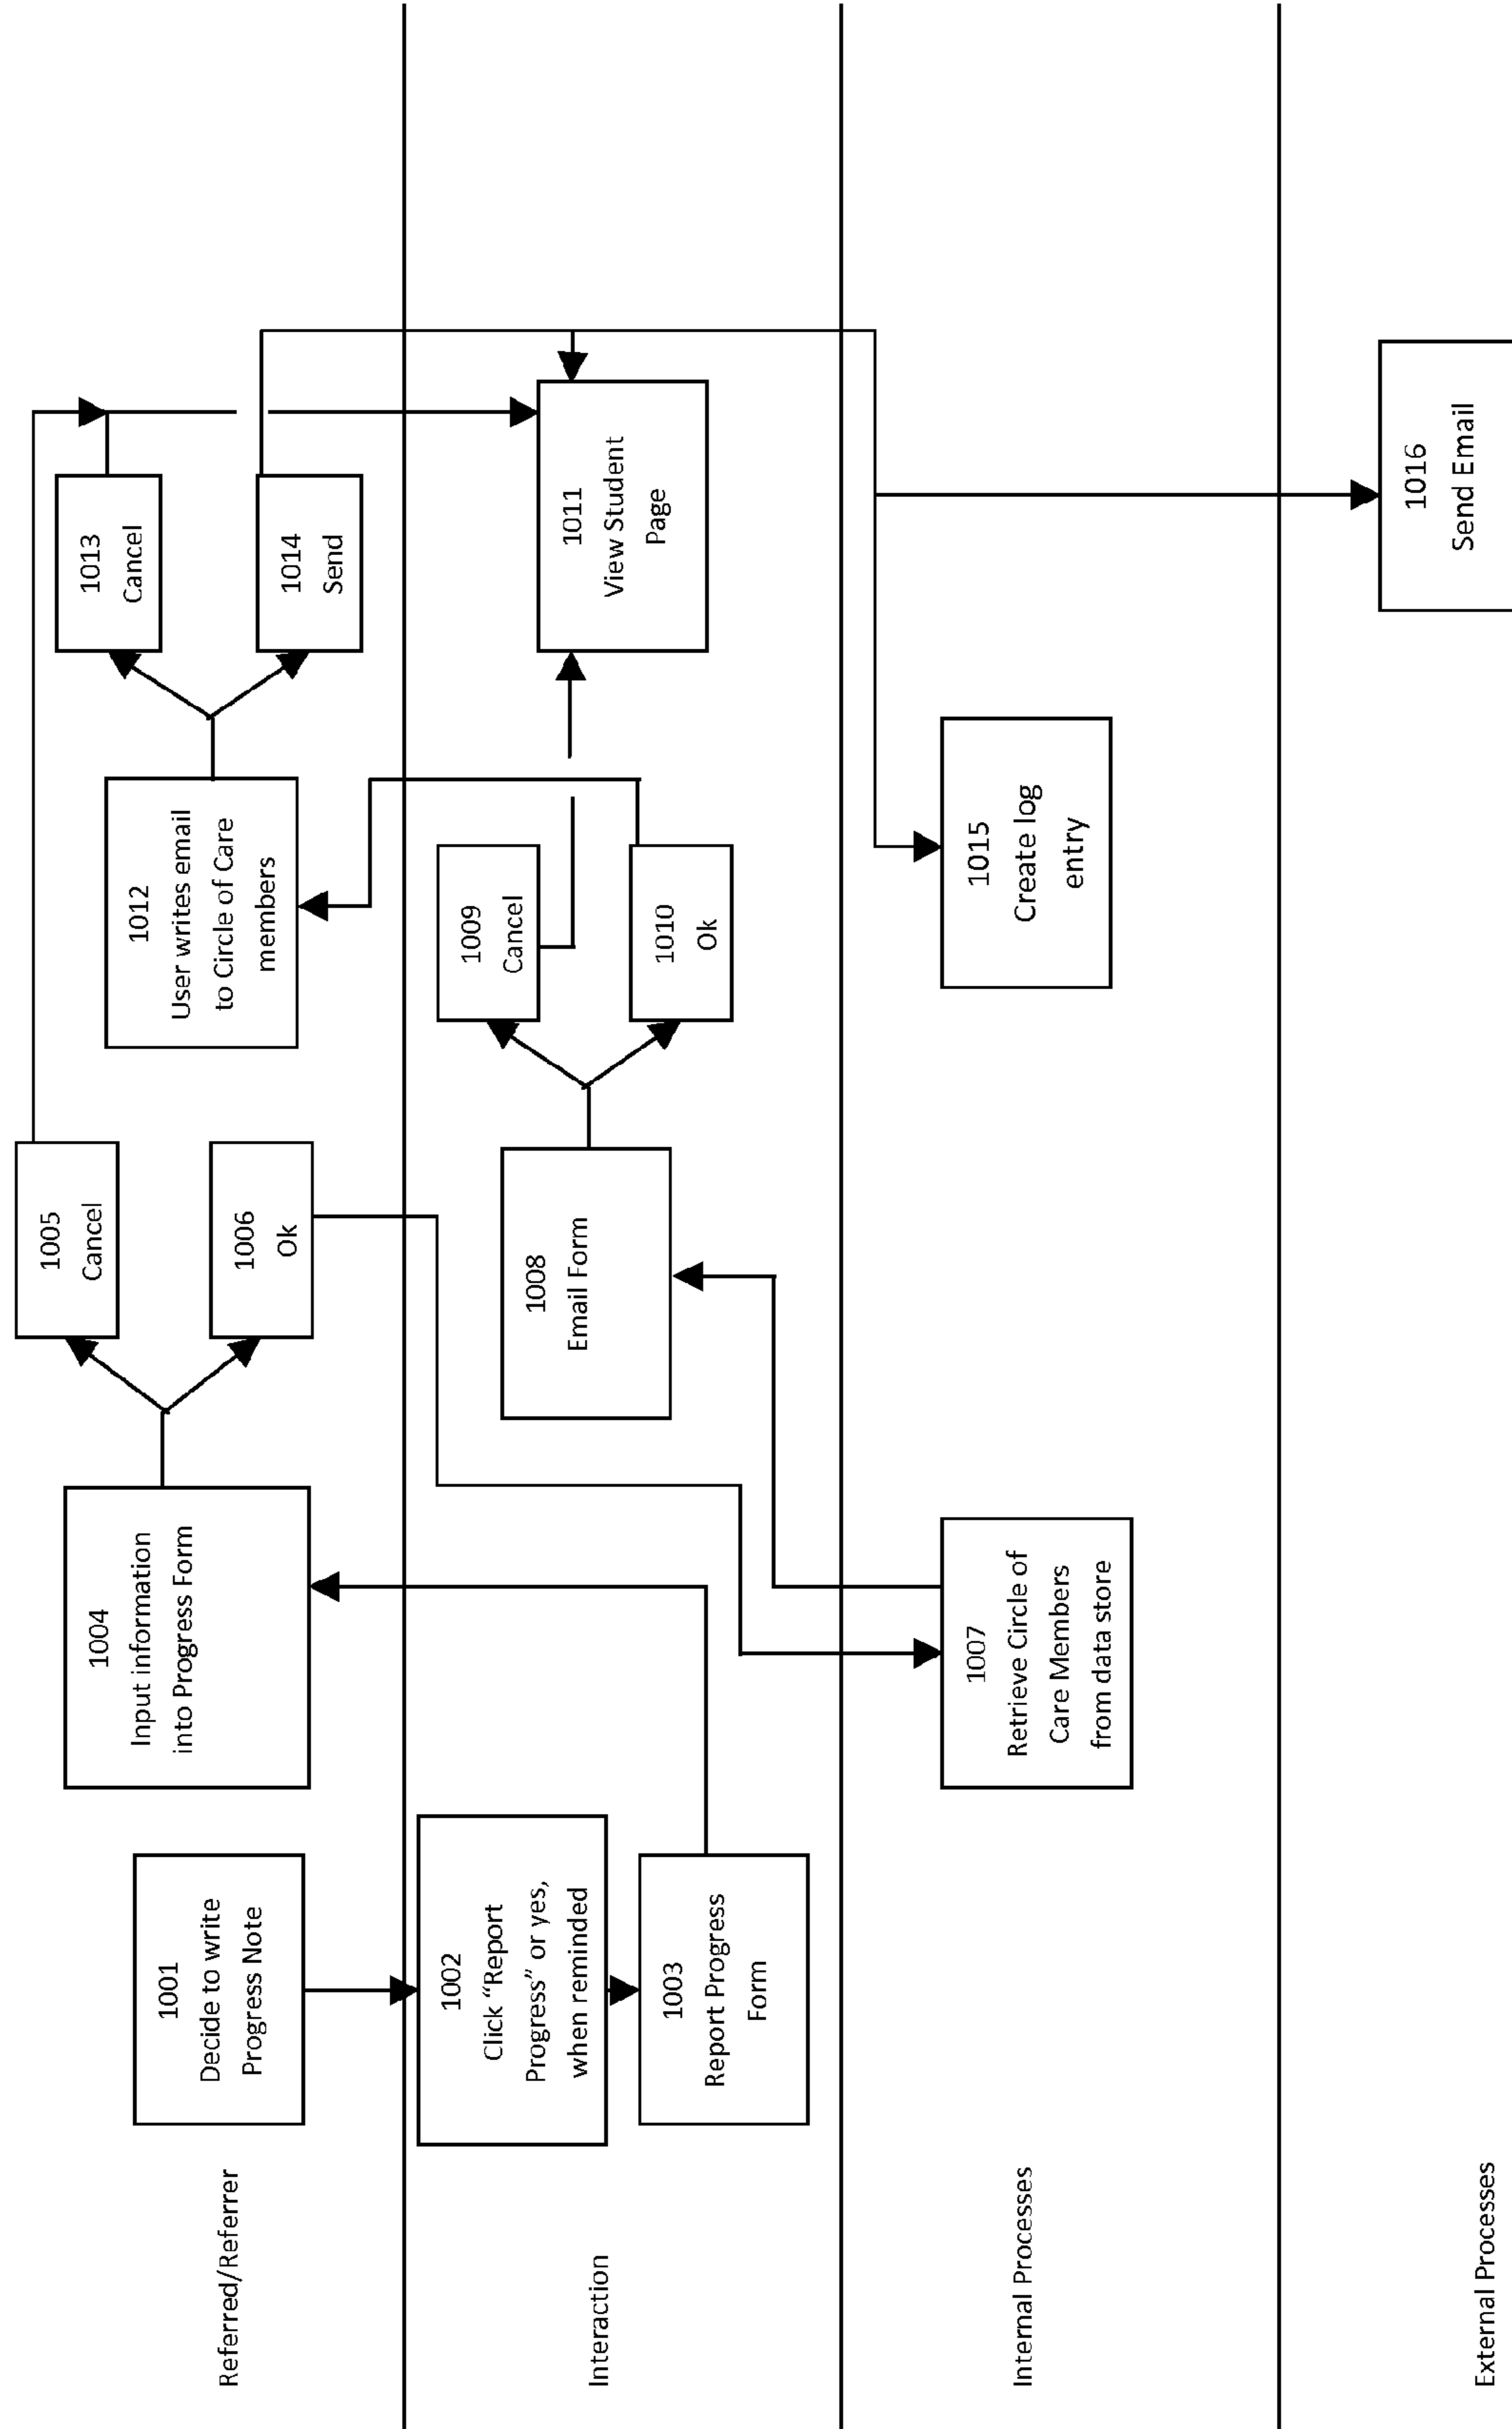 Referred/Referrer
1001
Decide to write
Progress Note
1004
Input information
into Progress Form
1005
Cancel
1006
Ok
1012
User writes email
to Circle of Care
members
1013
Cancel
1014
Send
Interaction
1002
Click “Report
Progress” or yes,
when reminded
1003
Report Progress
Form
1008
Email Form
1009
Cancel
1010
Ok
1011
View Student
Page
Internal Processes
1007
Retrieve Circle of
Care Members
from data store
1015
Create log
entry
External Processes
1016
Send Email